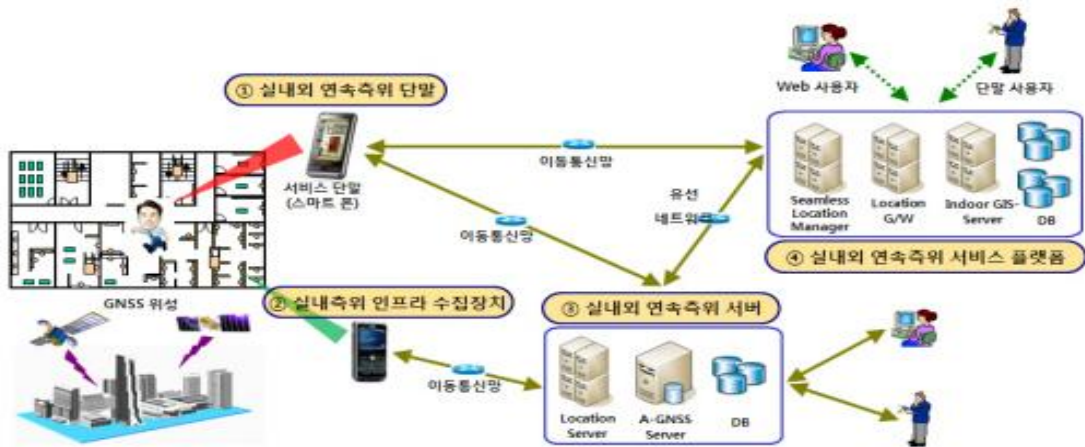 Web 사용자
단말 사용자
① 실내외 연속측위 단말
서비스 단말
(스마트 폰)
이동통신망
유선
네트워크
이동통신망
Seamless
Location
Manager
Location
G/W
Indoor GIS-
Server
DB
④ 실내외 연속측위 서비스 플랫폼
GNSS 위성
② 실내측위 인프라 수집장치
③ 실내외 연속측위 서버
이동통신망
Location
Server
A-GNSS
Server
DB